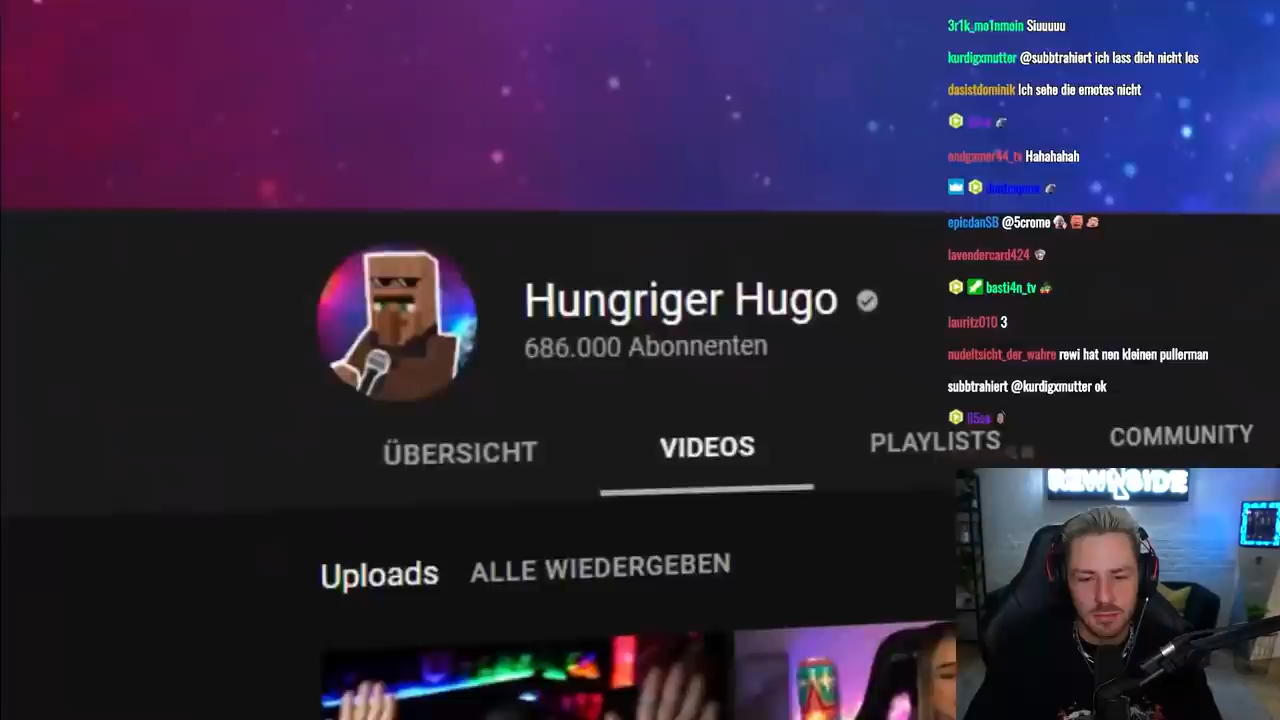 3r1k_mo1nmoin Siuuuuu
kurdigxmutter @subbtrahiert ich lass dich nicht los
dasistdominik Ich sehe die emotes nicht
Hahahahah
epicdanSB @5crome
lavendercard424
basti4n_tv
lauritz010 3
nudeltsicht_der_wahre rewi hat nen kleinen pullerman
subbtrahiert @kurdigxmutter ok
Hungriger Hugo
686.000 Abonnenten
ÜBERSICHT VIDEOS PLAYLISTS COMMUNITY
Uploads ALLE WIEDERGEBEN
REWINSIDE